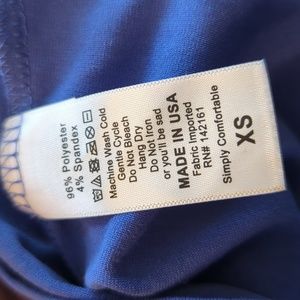 96% Polyester
4% Spandex
Machine Wash Cold
Gentle Cycle
Do Not Bleach
Hang Dry
Do Not Iron
or you'll be sad
MADE IN USA
Fabric Imported
RN# 142161
Simply Comfortable
XS